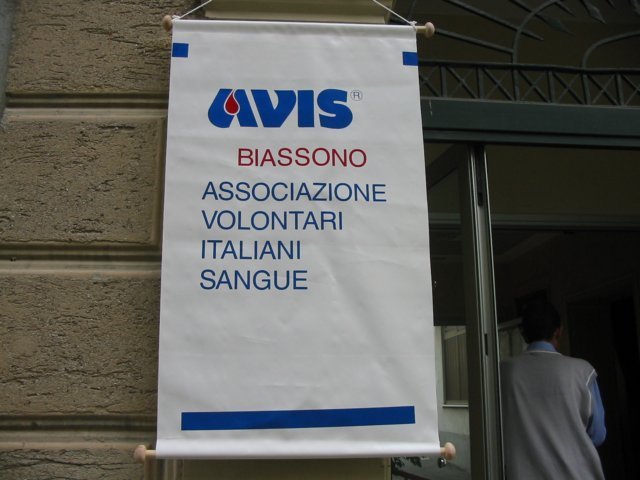 AVIS®
BIASSONO
ASSOCIAZIONE
VOLONTARI
ITALIANI
SANGUE